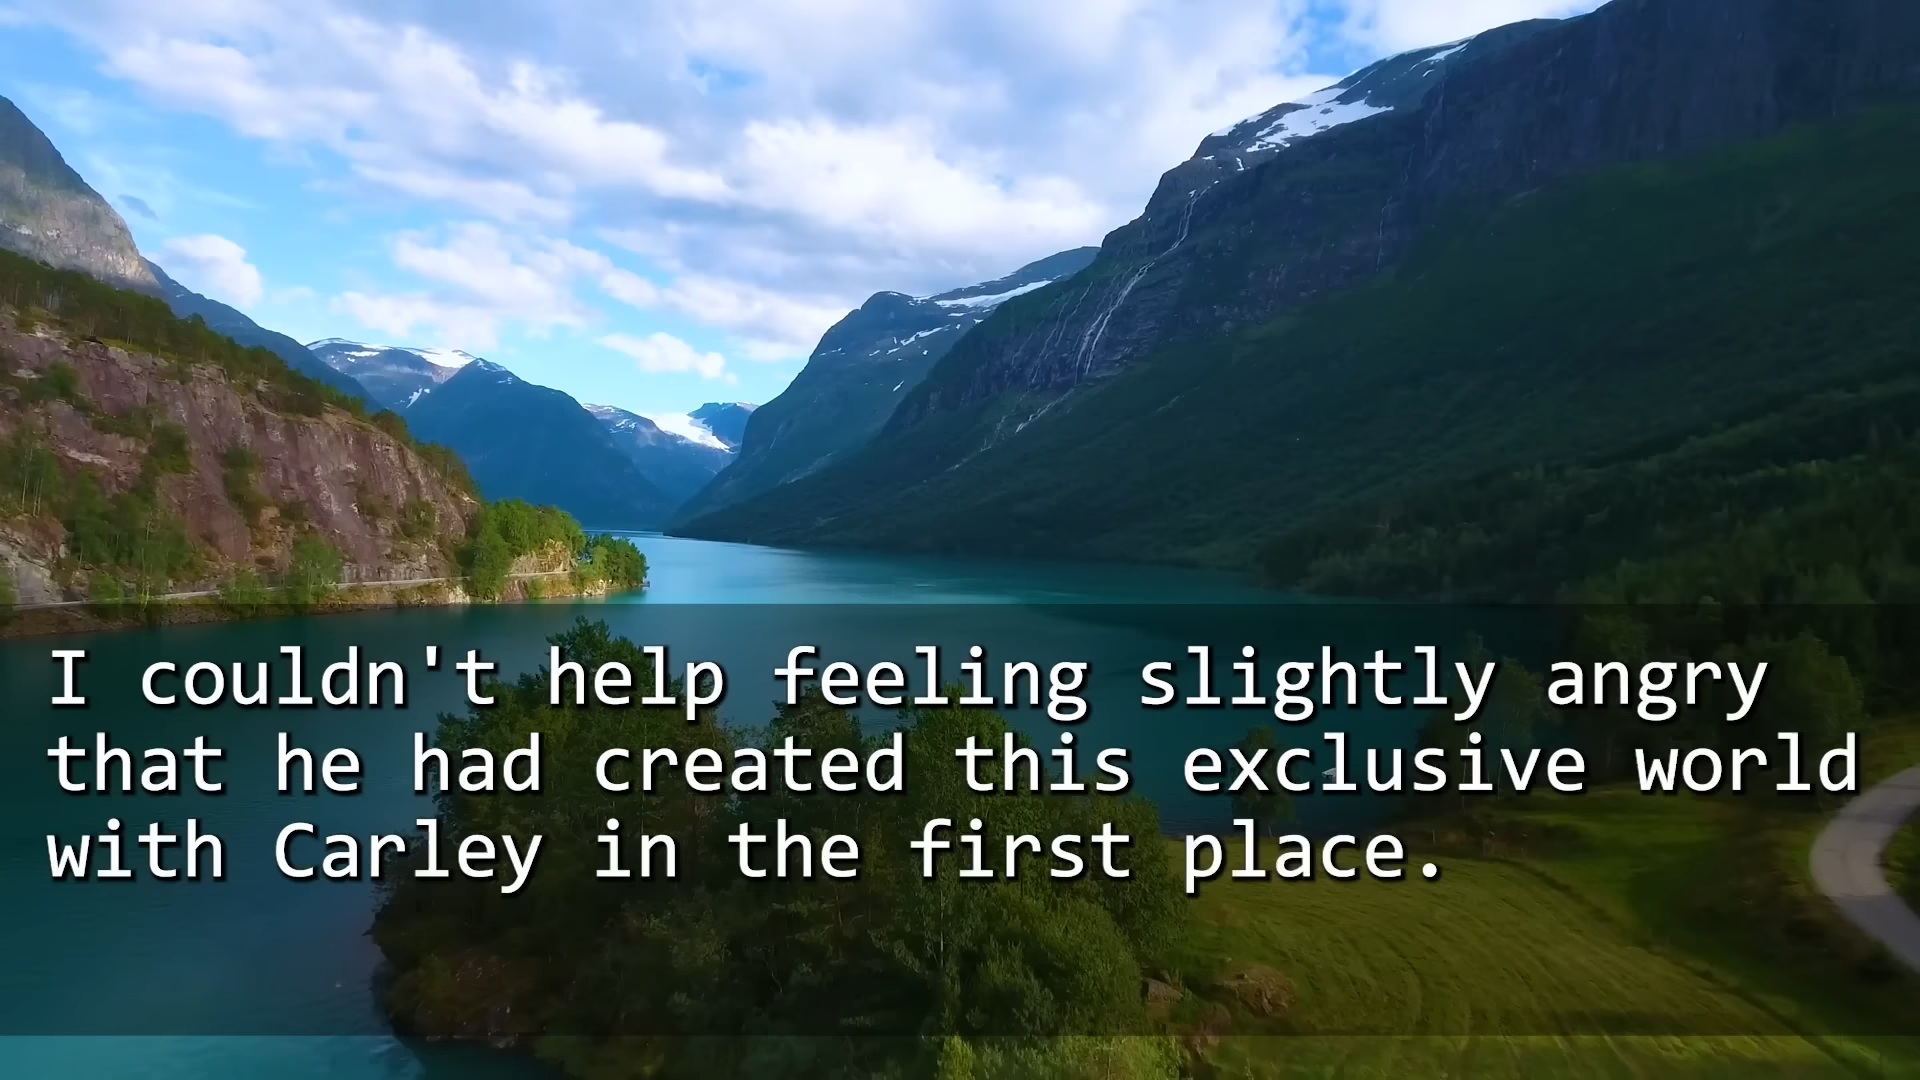 I couldn't help feeling slightly angry
that he had created this exclusive world
with Carley in the first place.